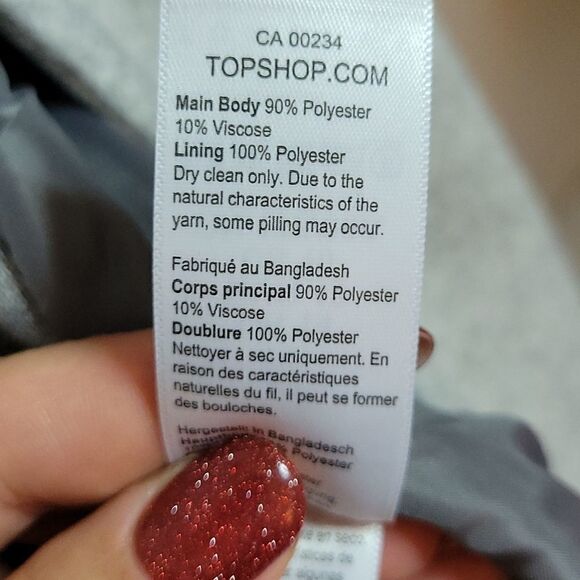 CA 00234
TOPSHOP.COM
Main Body 90% Polyester
10% Viscose
Lining 100% Polyester
Dry clean only. Due to the
natural characteristics of the
yarn, some pilling may occur.
Fabriqué au Bangladesh
Corps principal 90% Polyester
10% Viscose
Doublure 100% Polyester
Nettoyer à sec uniquement. En
raison des caractéristiques
naturelles du fil, il peut se former
des bouloches.
Hergestellt in Bangladesch
Polyester